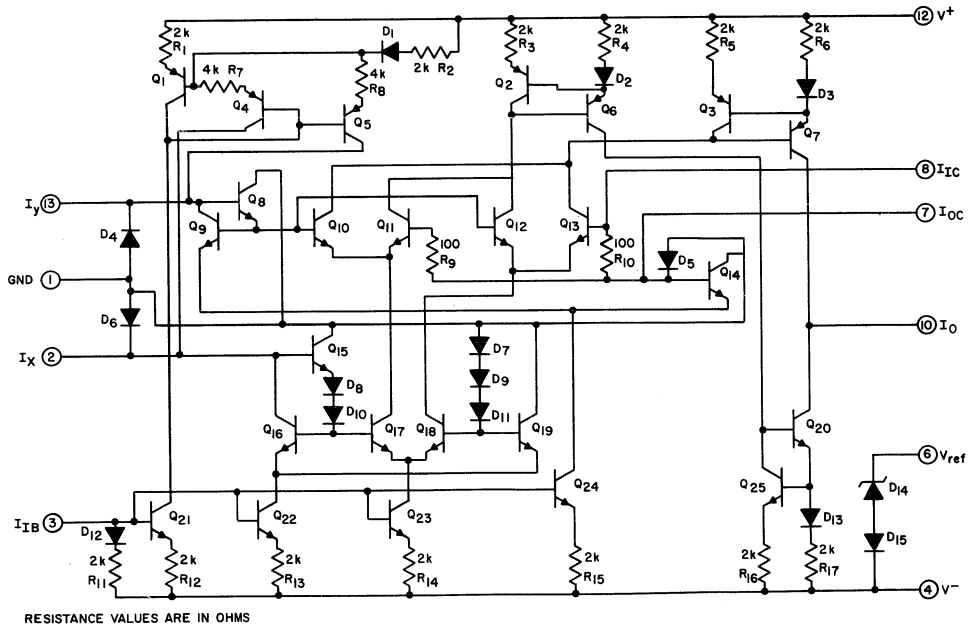 12 V+
2k R1
D1
2k R2
2k R3
2k R4
2k R5
2k R6
Q1
4k R7
Q4
4k R8
Q5
Q2
D2
Q6
Q3
D3
Q7
8 IIC
Iy 13
Q8
Q9
Q10
Q11
Q12
Q13
7 IOC
D4
100 R9
100 R10
D5
Q14
GND 1
D6
10 IO
IX 2
Q15
D7
D8
D9
D10
D11
Q16
Q17
Q18
Q19
Q20
6 Vref
Q24
Q25
D14
IIB 3
D12
Q21
Q22
Q23
D13
D15
2k R11
2k R12
2k R13
2k R14
2k R15
2k R16
2k R17
4 V-
RESISTANCE VALUES ARE IN OHMS